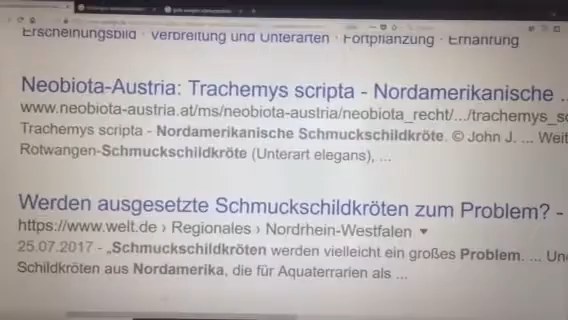 Erscheinungsbild · Verbreitung und Unterarten · Fortpflanzung · Ernährung
Neobiota-Austria: Trachemys scripta - Nordamerikanische ...
www.neobiota-austria.at/ms/neobiota-austria/neobiota_recht/.../trachemys_sc
Trachemys scripta - Nordamerikanische Schmuckschildkröte. © John J. ... Weit
Rotwangen-Schmuckschildkröte (Unterart elegans), ...
Werden ausgesetzte Schmuckschildkröten zum Problem? -
https://www.welt.de › Regionales › Nordrhein-Westfalen ▼
25.07.2017 - „Schmuckschildkröten werden vielleicht ein großes Problem. ... Und
Schildkröten aus Nordamerika, die für Aquaterrarien als ...